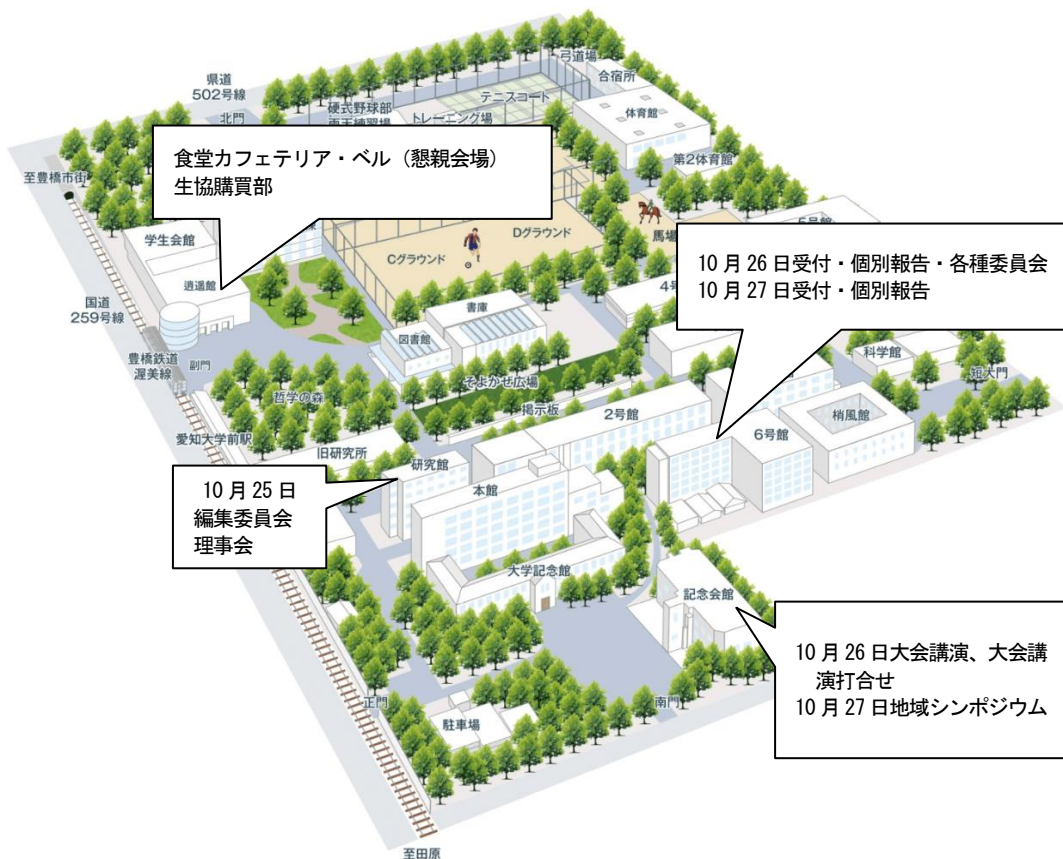 弓道場
合宿所
県道
502号線
テニスコート
北門
硬式野球部
雨天練習場
トレーニング場
体育館
第2体育館
食堂カフェテリア・ベル（懇親会場）
生協購買部
至豊橋市街
学生会館
Dグラウンド
Cグラウンド
馬場
5号館
逍遥館
国道
259号線
書庫
図書館
10月26日受付・個別報告・各種委員会
10月27日受付・個別報告
豊橋鉄道
渥美線
副門
科学館
短大門
そよかぜ広場
哲学の森
掲示板
2号館
梢風館
6号館
愛知大学前駅
旧研究所
研究館
本館
10月25日
編集委員会
理事会
大学記念館
記念会館
10月26日大会講演、大会講
演打合せ
10月27日地域シンポジウム
正門
南門
駐車場
至田原